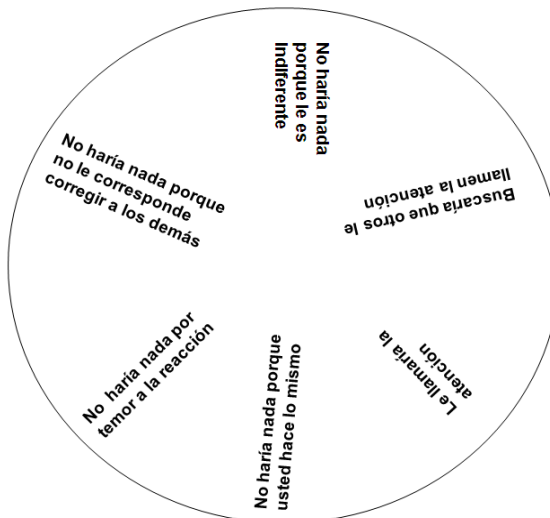 No haría nada
porque le es
Indiferente
Buscaría que otros le
llamen la atención
Le llamaría la
atención
No haría nada porque
usted hace lo mismo
No haría nada por
temor a la reacción
No haría nada porque
no le corresponde
corregir a los demás